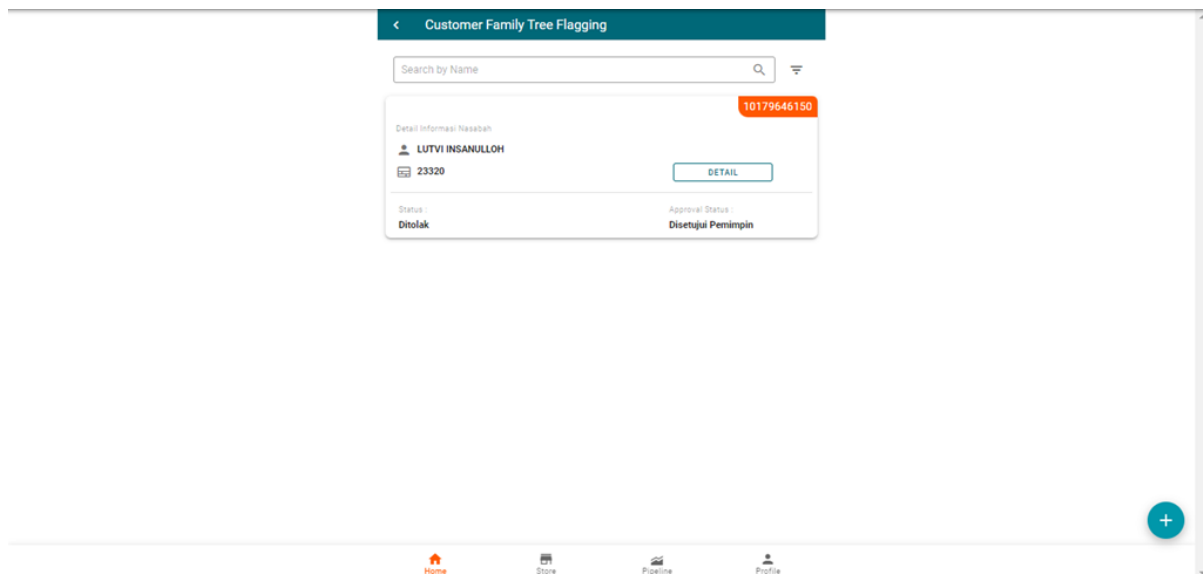 Customer Family Tree Flagging
Search by Name
10179646150
Detail Informasi Nasabah
LUTVI INSANULLOH
23320
DETAIL
Status :
Approval Status :
Ditolak
Disetujui Pemimpin
Home
Store
Pipeline
Profile